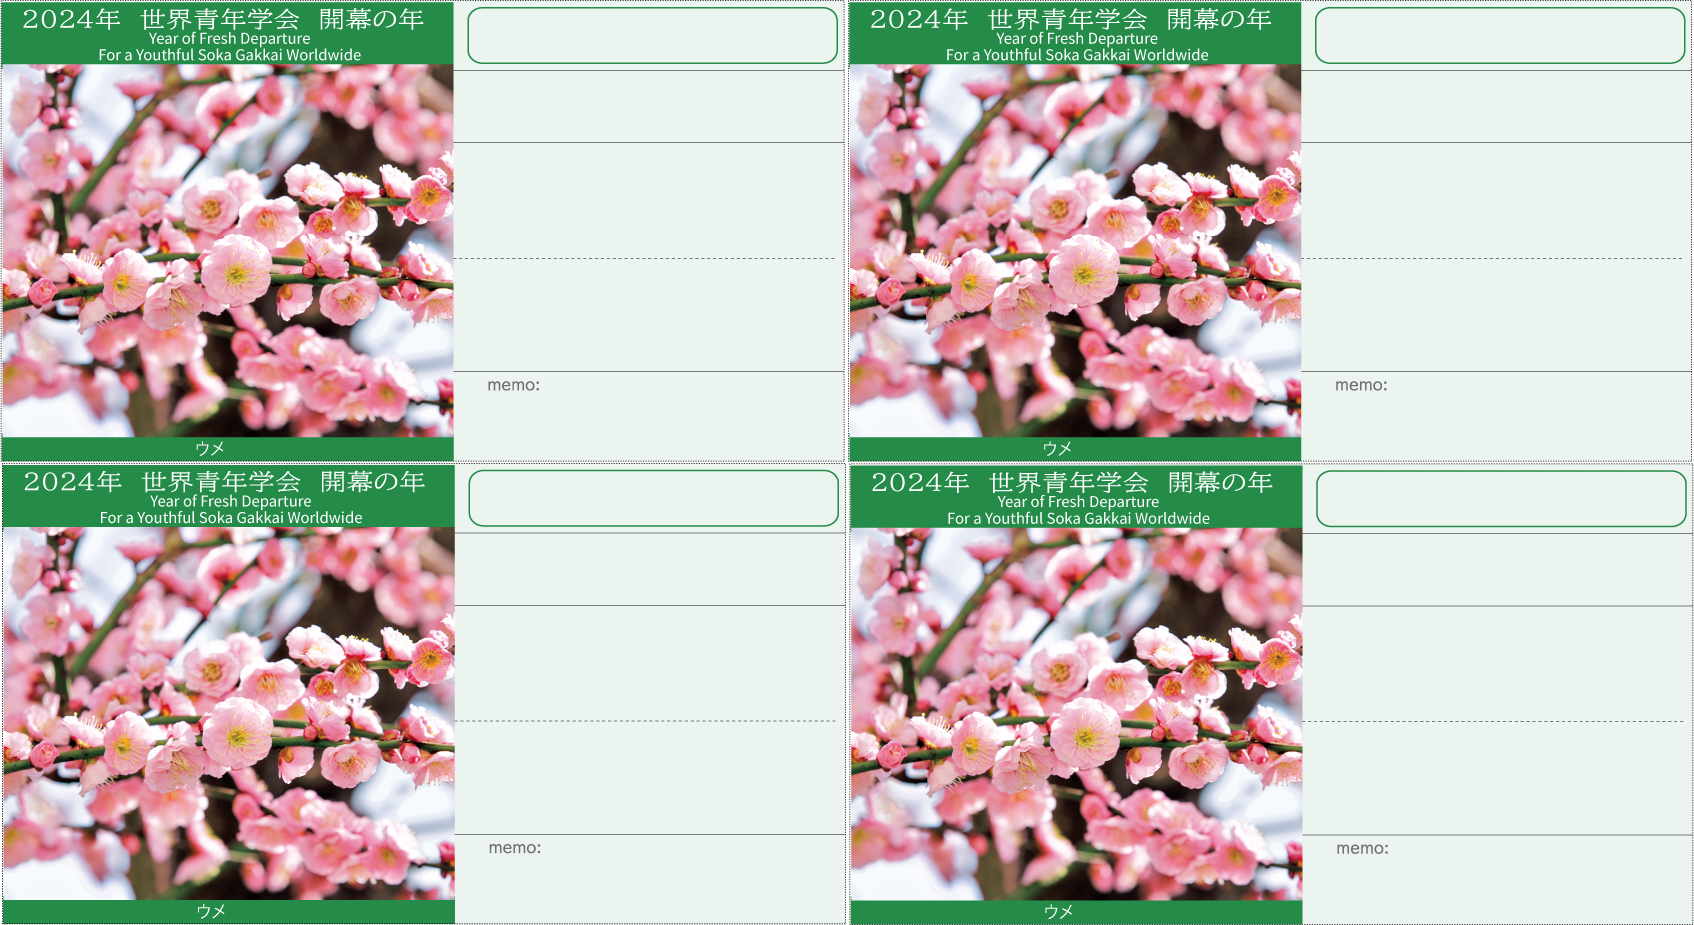 2024年　世界青年学会　開幕の年
Year of Fresh Departure
For a Youthful Soka Gakkai Worldwide
memo:
ウメ
2024年　世界青年学会　開幕の年
Year of Fresh Departure
For a Youthful Soka Gakkai Worldwide
memo:
ウメ
2024年　世界青年学会　開幕の年
Year of Fresh Departure
For a Youthful Soka Gakkai Worldwide
memo:
ウメ
2024年　世界青年学会　開幕の年
Year of Fresh Departure
For a Youthful Soka Gakkai Worldwide
memo:
ウメ